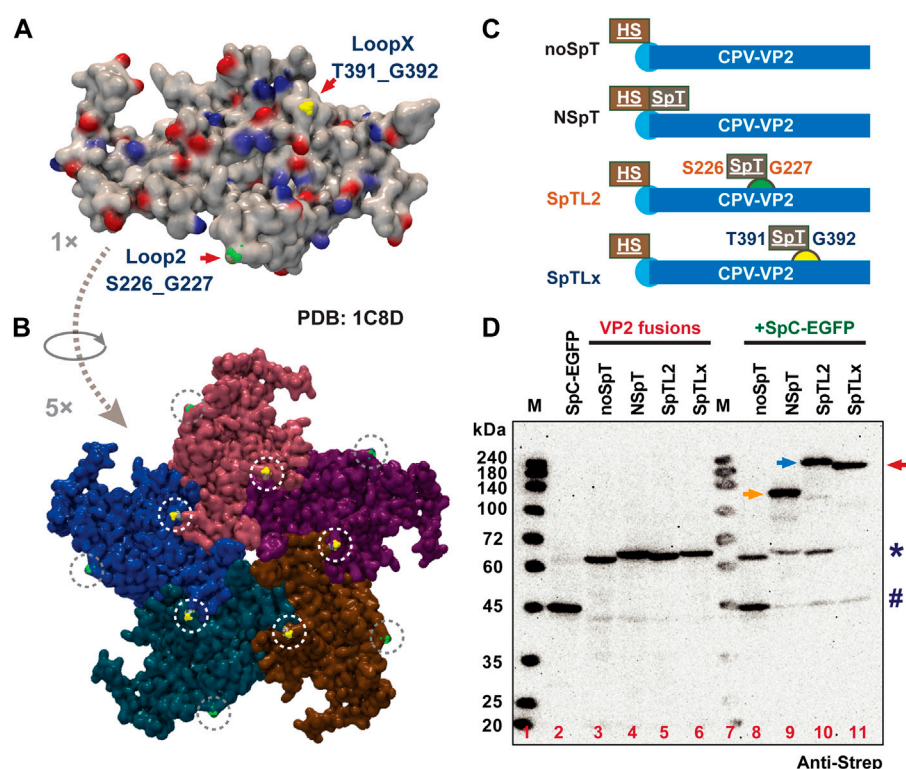 A
LoopX
T391_G392
1×
Loop2
S226_G227
B
PDB: 1C8D
5×
C
noSpT
HS
CPV-VP2
NSpT
HS SpT
CPV-VP2
SpTL2
HS
S226 SpT G227
CPV-VP2
SpTLx
HS
T391 SpT G392
CPV-VP2
D
VP2 fusions
+SpC-EGFP
M SpC-EGFP noSpT NSpT SpTL2 SpTLx M noSpT NSpT SpTL2 SpTLx
kDa
240
180
140
100
72
60
45
35
25
20
*
#
1 2 3 4 5 6 7 8 9 10 11
Anti-Strep